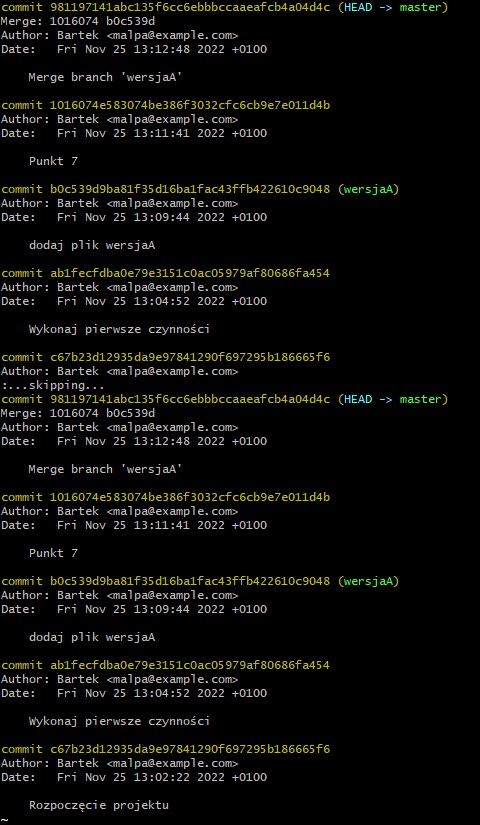 commit 981197141abc135f6cc6ebbbccaaeafcb4a04d4c (HEAD -> master)
Merge: 1016074 b0c539d
Author: Bartek <malpa@example.com>
Date:   Fri Nov 25 13:12:48 2022 +0100
    Merge branch 'wersjaA'
commit 1016074e583074be386f3032cfc6cb9e7e011d4b
Author: Bartek <malpa@example.com>
Date:   Fri Nov 25 13:11:41 2022 +0100
    Punkt 7
commit b0c539d9ba81f35d16ba1fac43ffb422610c9048 (wersjaA)
Author: Bartek <malpa@example.com>
Date:   Fri Nov 25 13:09:44 2022 +0100
    dodaj plik wersjaA
commit ab1fecfdba0e79e3151c0ac05979af80686fa454
Author: Bartek <malpa@example.com>
Date:   Fri Nov 25 13:04:52 2022 +0100
    Wykonaj pierwsze czynności
commit c67b23d12935da9e97841290f697295b186665f6
Author: Bartek <malpa@example.com>
:...skipping...
commit 981197141abc135f6cc6ebbbccaaeafcb4a04d4c (HEAD -> master)
Merge: 1016074 b0c539d
Author: Bartek <malpa@example.com>
Date:   Fri Nov 25 13:12:48 2022 +0100
    Merge branch 'wersjaA'
commit 1016074e583074be386f3032cfc6cb9e7e011d4b
Author: Bartek <malpa@example.com>
Date:   Fri Nov 25 13:11:41 2022 +0100
    Punkt 7
commit b0c539d9ba81f35d16ba1fac43ffb422610c9048 (wersjaA)
Author: Bartek <malpa@example.com>
Date:   Fri Nov 25 13:09:44 2022 +0100
    dodaj plik wersjaA
commit ab1fecfdba0e79e3151c0ac05979af80686fa454
Author: Bartek <malpa@example.com>
Date:   Fri Nov 25 13:04:52 2022 +0100
    Wykonaj pierwsze czynności
commit c67b23d12935da9e97841290f697295b186665f6
Author: Bartek <malpa@example.com>
Date:   Fri Nov 25 13:02:22 2022 +0100
    Rozpoczęcie projektu
~